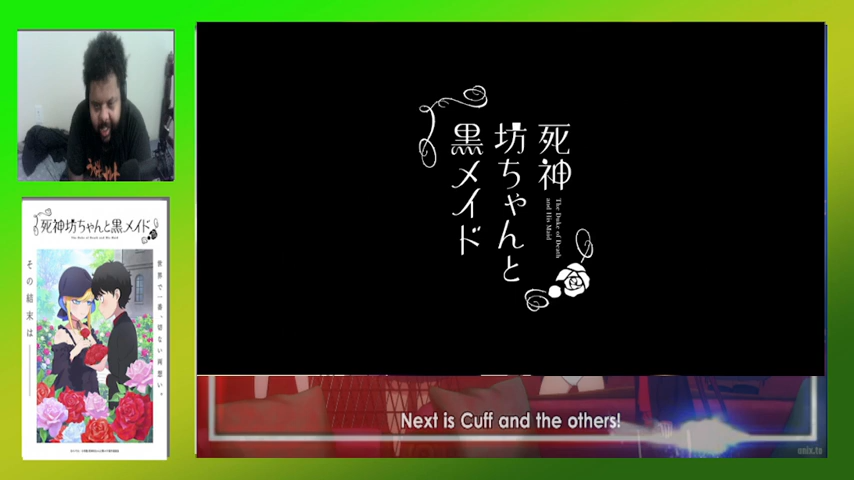 死神
坊ちゃんと
黒メイド
The Duke of Death
and His Maid
死神坊ちゃんと黒メイド
The Duke of Death and His Maid
世界で一番、切ない両想い。
その結末は
Next is Cuff and the others!